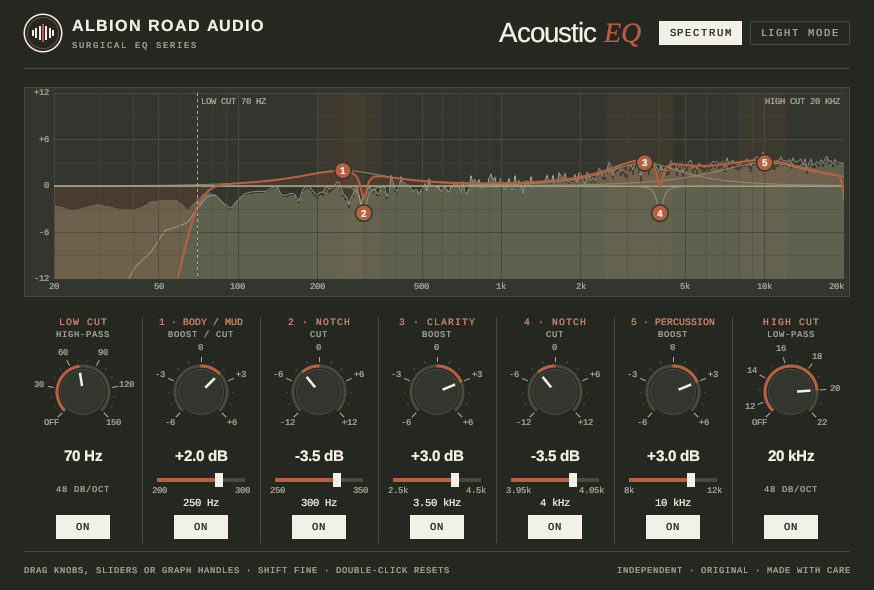 ALBION ROAD AUDIO
SURGICAL EQ SERIES
Acoustic EQ
SPECTRUM
LIGHT MODE
+12
+6
0
-6
-12
LOW CUT 70 HZ
HIGH CUT 20 KHZ
1
2
3
4
5
20
50
100
200
500
1k
2k
5k
10k
20k
LOW CUT
HIGH-PASS
60
90
30
120
OFF
150
70 Hz
48 DB/OCT
ON
1 · BODY / MUD
BOOST / CUT
0
-3
+3
-6
+6
+2.0 dB
200
300
250 Hz
ON
2 · NOTCH
CUT
0
-6
+6
-12
+12
-3.5 dB
250
350
300 Hz
ON
3 · CLARITY
BOOST
0
-3
+3
-6
+6
+3.0 dB
2.5k
4.5k
3.50 kHz
ON
4 · NOTCH
CUT
0
-6
+6
-12
+12
-3.5 dB
3.95k
4.05k
4 kHz
ON
5 · PERCUSSION
BOOST
0
-3
+3
-6
+6
+3.0 dB
8k
12k
10 kHz
ON
HIGH CUT
LOW-PASS
16
18
14
20
12
22
20 kHz
48 DB/OCT
ON
DRAG KNOBS, SLIDERS OR GRAPH HANDLES · SHIFT FINE · DOUBLE-CLICK RESETS
INDEPENDENT · ORIGINAL · MADE WITH CARE